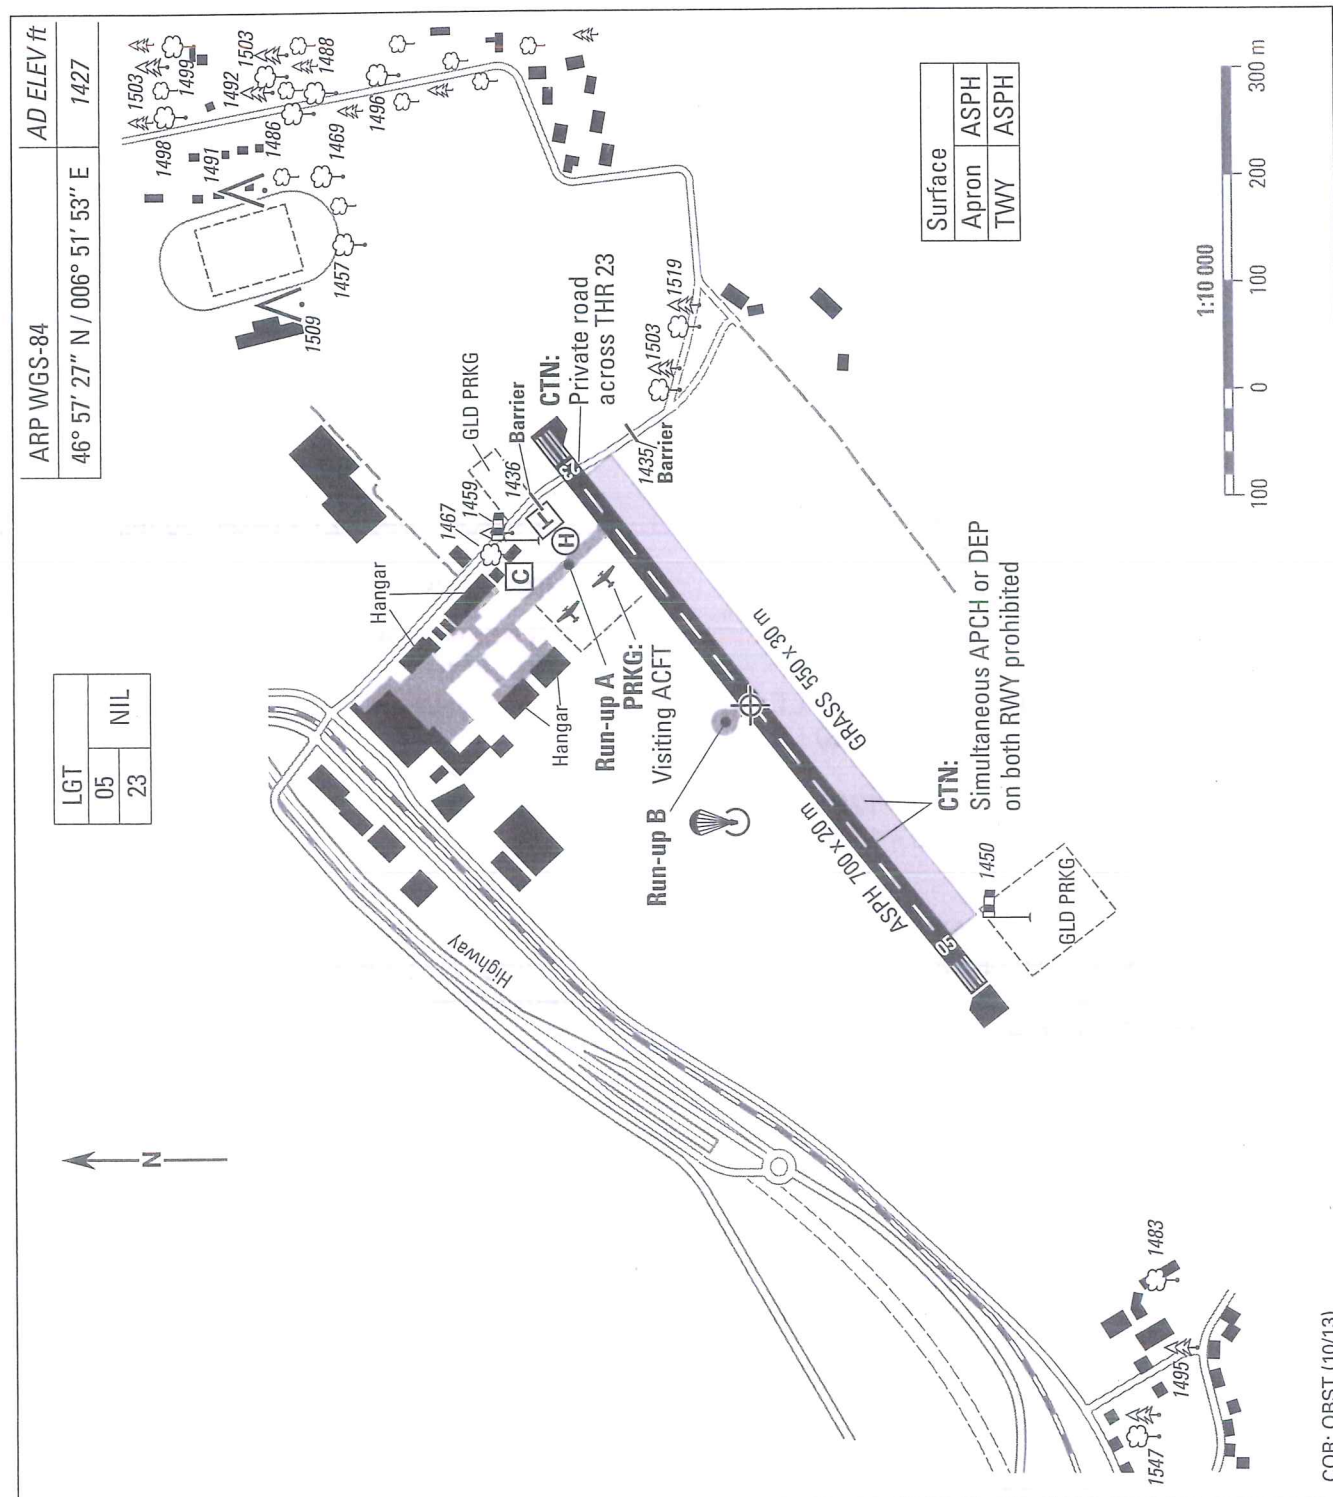 ARP WGS-84
AD ELEV ft
46° 57' 27" N / 006° 51' 53" E
1427
LGT
05
23
NIL
N
1503
1499
1503
1492
1488
1498
1491
1486
1469
1496
1457
1509
GLD PRKG
Barrier
1436
1459
1467
Hangar
C
T
H
CTN:
Private road
across THR 23
23
1435
Barrier
1503
1519
Surface
Apron ASPH
TWY ASPH
Hangar
Run-up A
PRKG:
Visiting ACFT
Run-up B
GRASS 550 x 30 m
ASPH 700 x 20 m
05
CTN:
Simultaneous APCH or DEP
on both RWY prohibited
1450
GLD PRKG
Highway
1:10 000
100 0 100 200 300 m
1483
1495
1547
COR: OBST (10/13)